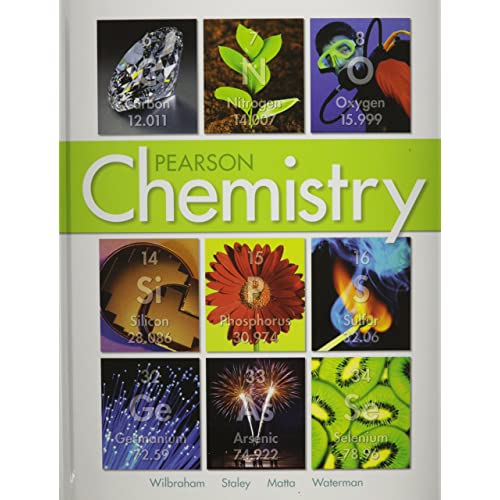 6 7 8
C N O
Carbon Nitrogen Oxygen
12.011 14.007 15.999
PEARSON
Chemistry
14 15 16
Si P S
Silicon Phosphorus Sulfur
28.086 30.974 32.06
32 33 34
Ge As Se
Germanium Arsenic Selenium
72.59 74.922 78.96
Wilbraham Staley Matta Waterman